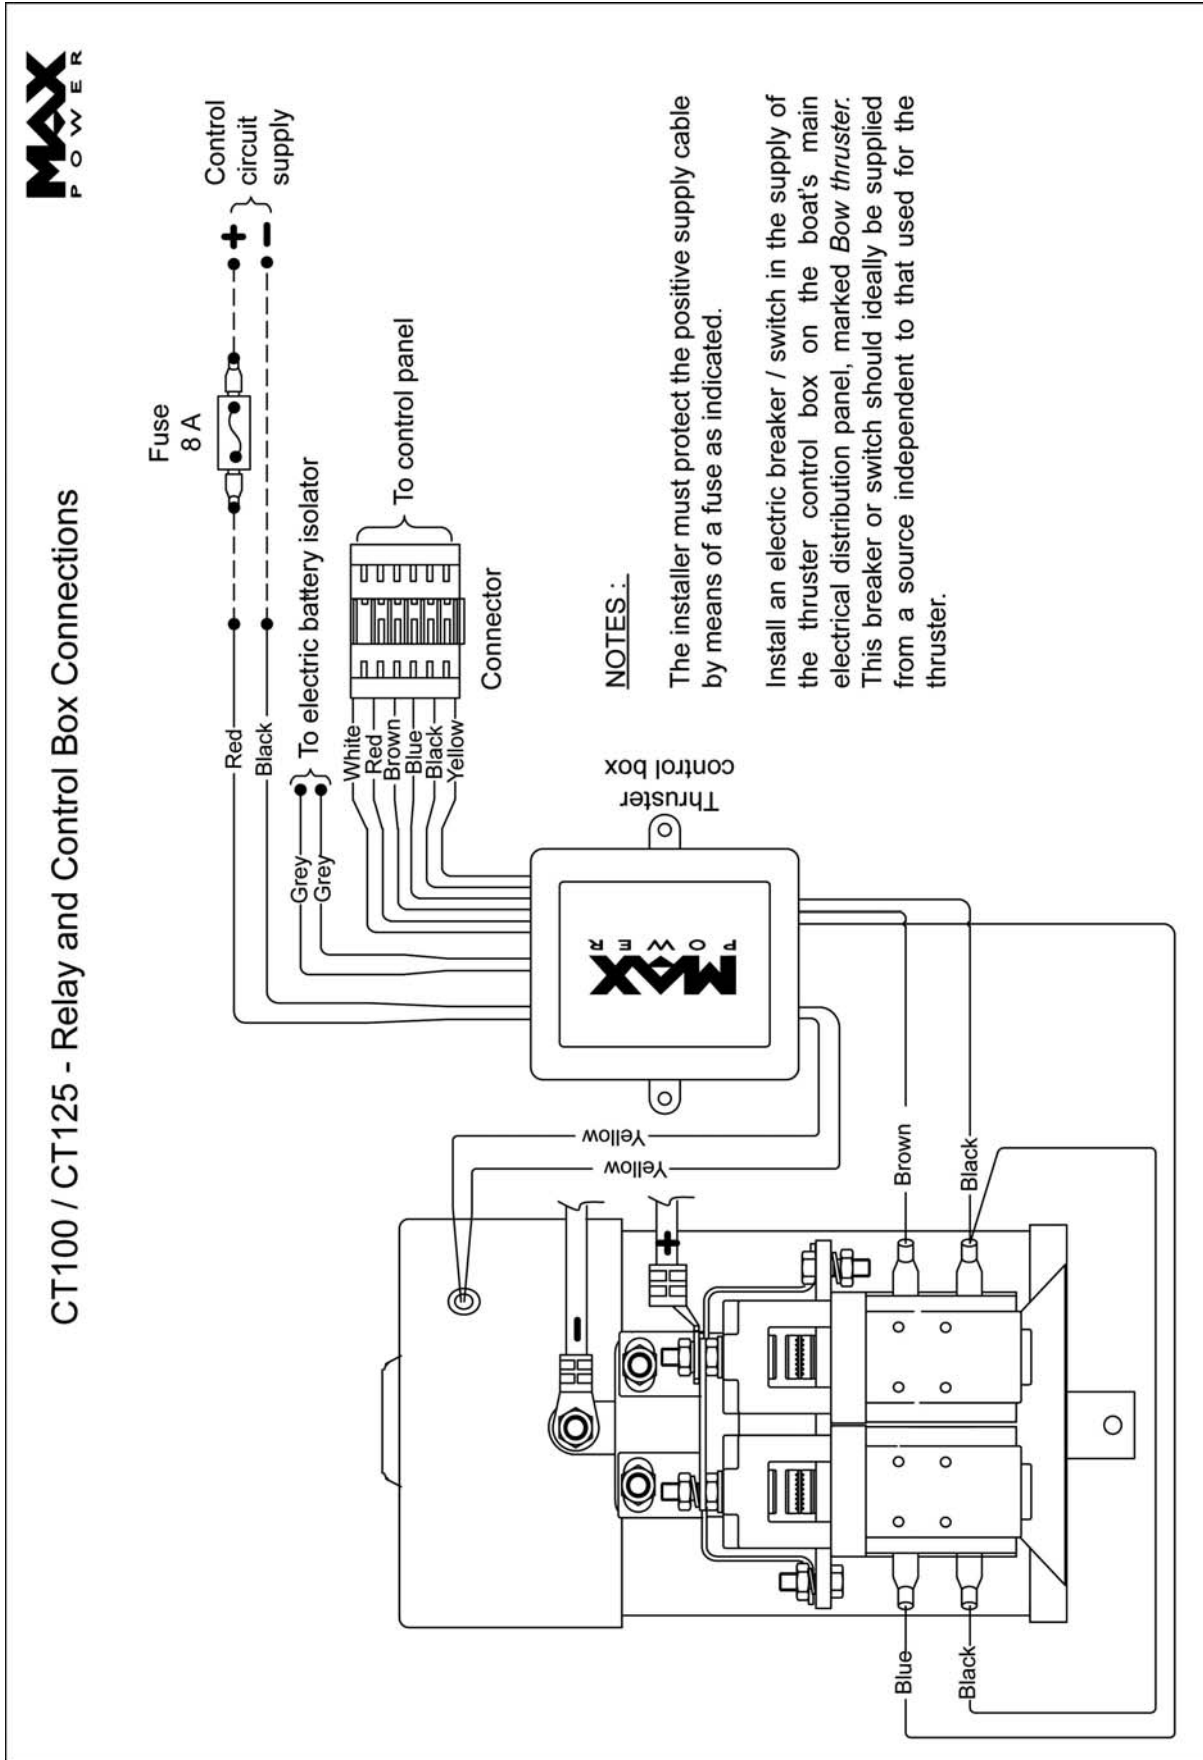 CT100 / CT125 - Relay and Control Box Connections
MAX
POWER
Fuse
8 A
+
−
Control
circuit
supply
Red
Black
Grey
Grey
To electric battery isolator
White
Red
Brown
Blue
Black
Yellow
To control panel
Connector
Yellow
Yellow
−
+
MAX
POWER
Thruster
control box
Brown
Black
Blue
Black
NOTES :
The installer must protect the positive supply cable
by means of a fuse as indicated.
Install an electric breaker / switch in the supply of
the thruster control box on the boat's main
electrical distribution panel, marked Bow thruster.
This breaker or switch should ideally be supplied
from a source independent to that used for the
thruster.